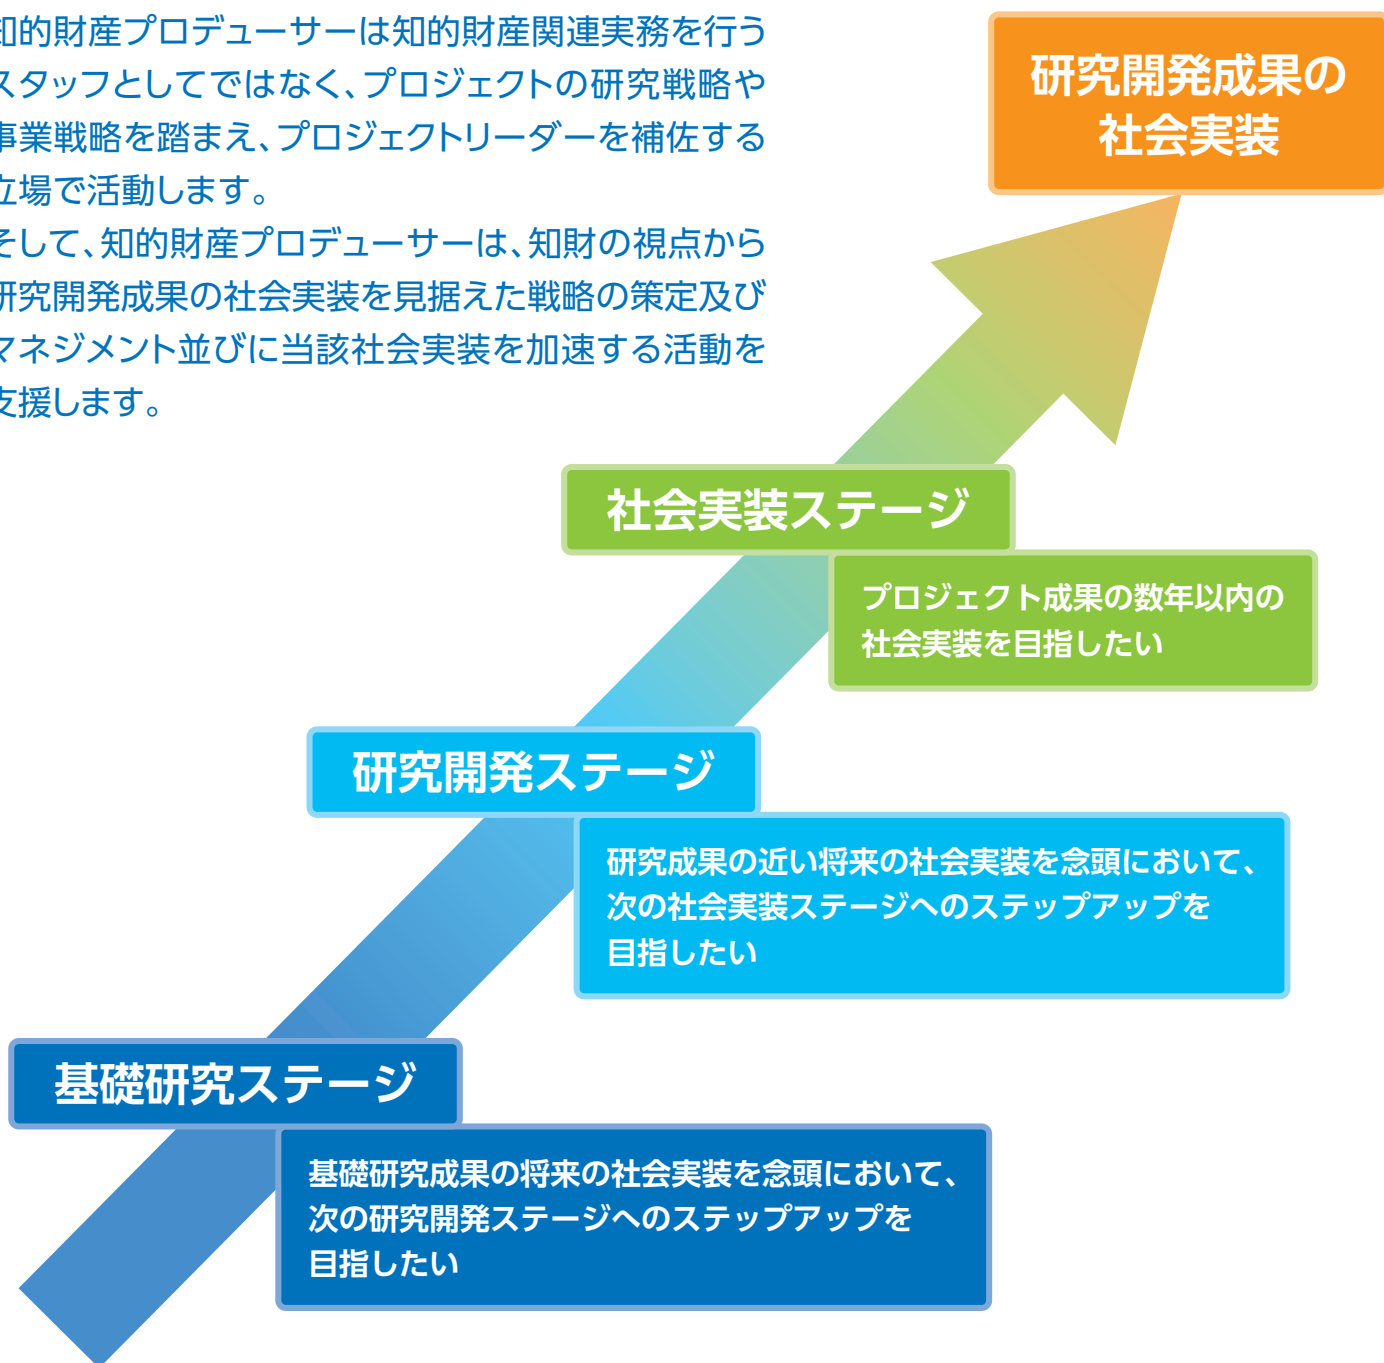 知的財産プロデューサーは知的財産関連実務を行う
スタッフとしてではなく、プロジェクトの研究戦略や
事業戦略を踏まえ、プロジェクトリーダーを補佐する
立場で活動します。
そして、知的財産プロデューサーは、知財の視点から
研究開発成果の社会実装を見据えた戦略の策定及び
マネジメント並びに当該社会実装を加速する活動を
支援します。
研究開発成果の
社会実装
社会実装ステージ
プロジェクト成果の数年以内の
社会実装を目指したい
研究開発ステージ
研究成果の近い将来の社会実装を念頭において、
次の社会実装ステージへのステップアップを
目指したい
基礎研究ステージ
基礎研究成果の将来の社会実装を念頭において、
次の研究開発ステージへのステップアップを
目指したい